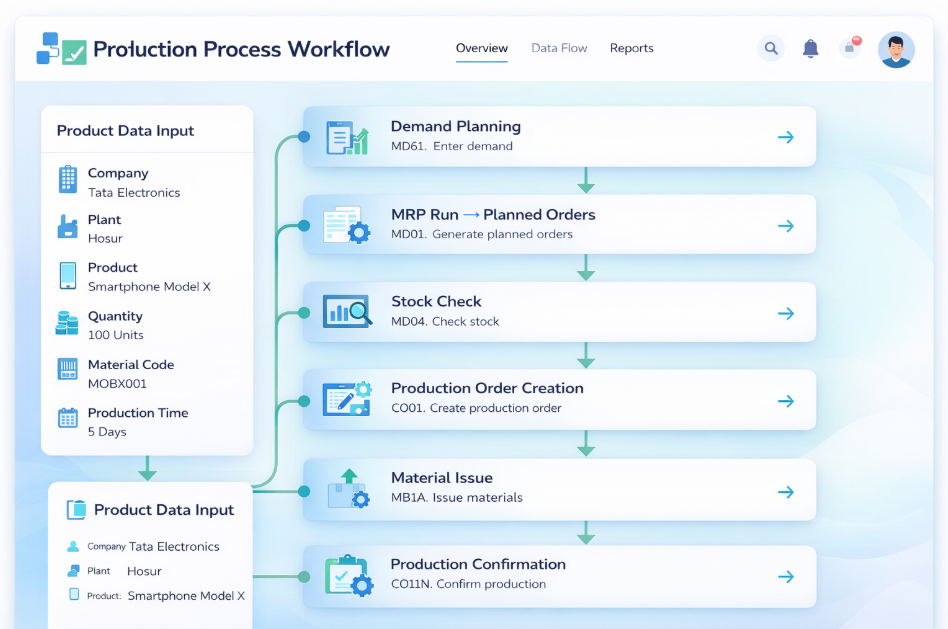 Production Process Workflow
Overview Data Flow Reports
Product Data Input
Company
Tata Electronics
Plant
Hosur
Product
Smartphone Model X
Quantity
100 Units
Material Code
MOBX001
Production Time
5 Days
Product Data Input
Company Tata Electronics
Plant Hosur
Product: Smartphone Model X
Demand Planning
MD61. Enter demand
MRP Run → Planned Orders
MD01. Generate planned orders
Stock Check
MD04. Check stock
Production Order Creation
CO01. Create production order
Material Issue
MB1A. Issue materials
Production Confirmation
CO11N. Confirm production